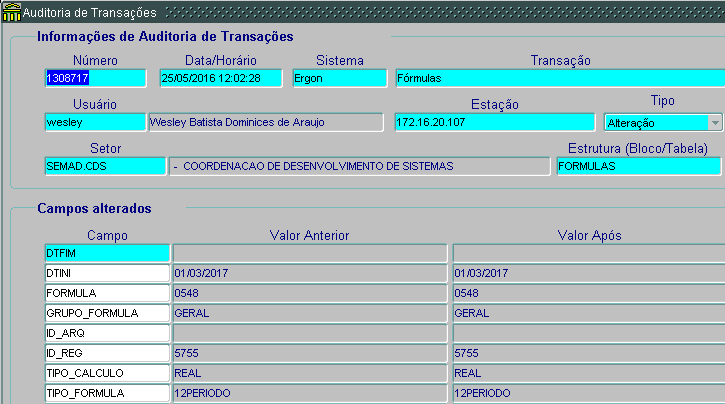 Auditoria de Transações
Informações de Auditoria de Transações
Número Data/Horário Sistema Transação
1308717 25/05/2016 12:02:28 Ergon Fórmulas
Usuário Estação Tipo
wesley Wesley Batista Dominices de Araujo 172.16.20.107 Alteração
Setor Estrutura (Bloco/Tabela)
SEMAD.CDS - COORDENACAO DE DESENVOLVIMENTO DE SISTEMAS FORMULAS
Campos alterados
Campo Valor Anterior Valor Após
DTFIM
DTINI 01/03/2017 01/03/2017
FORMULA 0548 0548
GRUPO_FORMULA GERAL GERAL
ID_ARQ
ID_REG 5755 5755
TIPO_CALCULO REAL REAL
TIPO_FORMULA 12PERIODO 12PERIODO